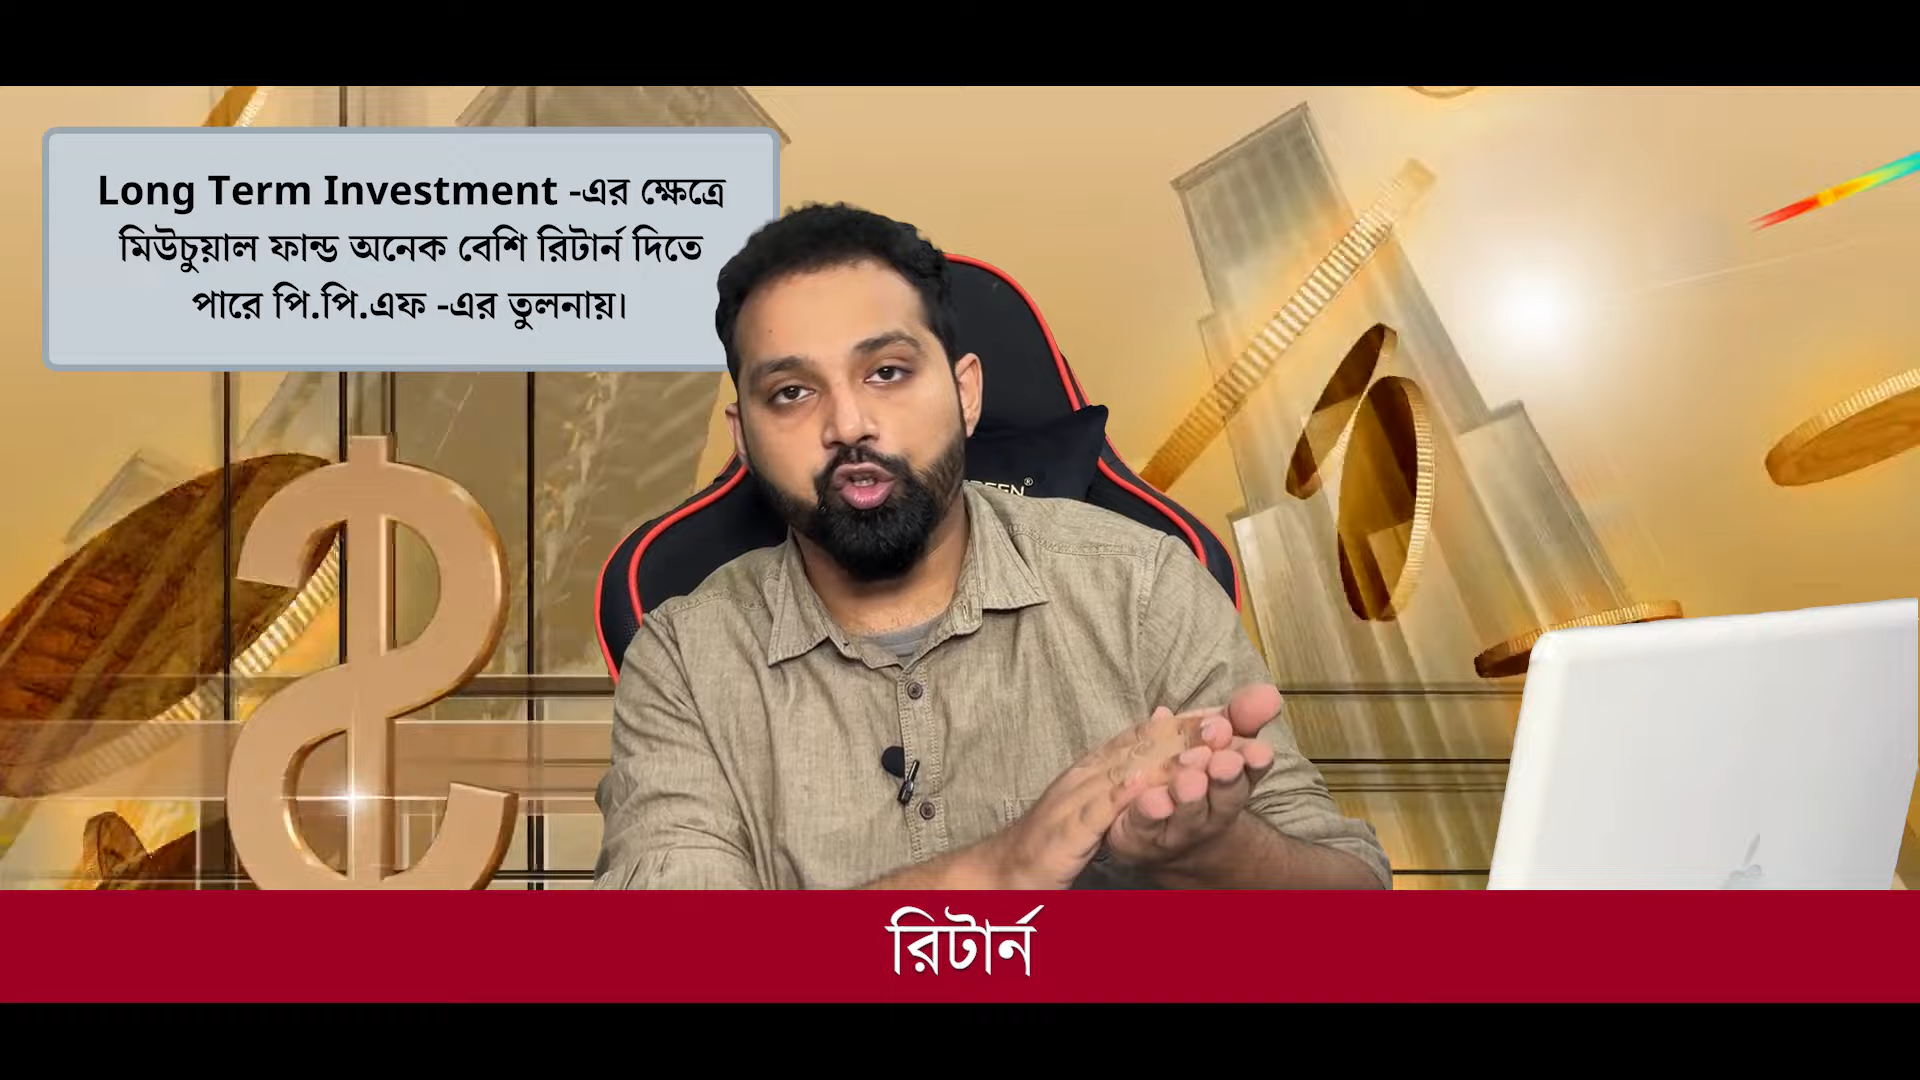 Long Term Investment -এর ক্ষেত্রে
মিউচুয়াল ফান্ড অনেক বেশি রিটার্ন দিতে
পারে পি.পি.এফ -এর তুলনায়।
রিটার্ন